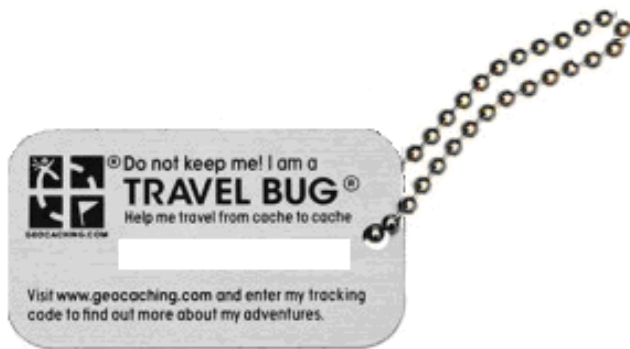 ® Do not keep me! I am a
TRAVEL BUG®
Help me travel from cache to cache
GEOCACHING.COM
Visit www.geocaching.com and enter my tracking
code to find out more about my adventures.